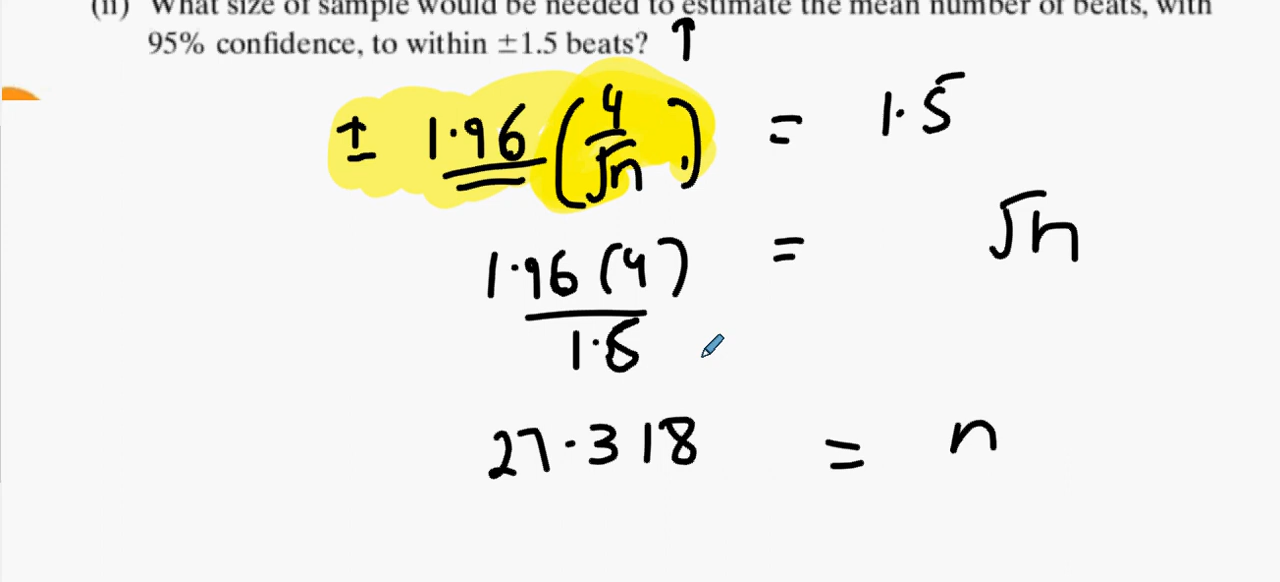 (ii) What size of sample would be needed to estimate the mean number of beats, with
95% confidence, to within ±1.5 beats? ↑
± 1.96 (4/√n) = 1.5
1.96(4)/1.5 = √n
27.318 = n